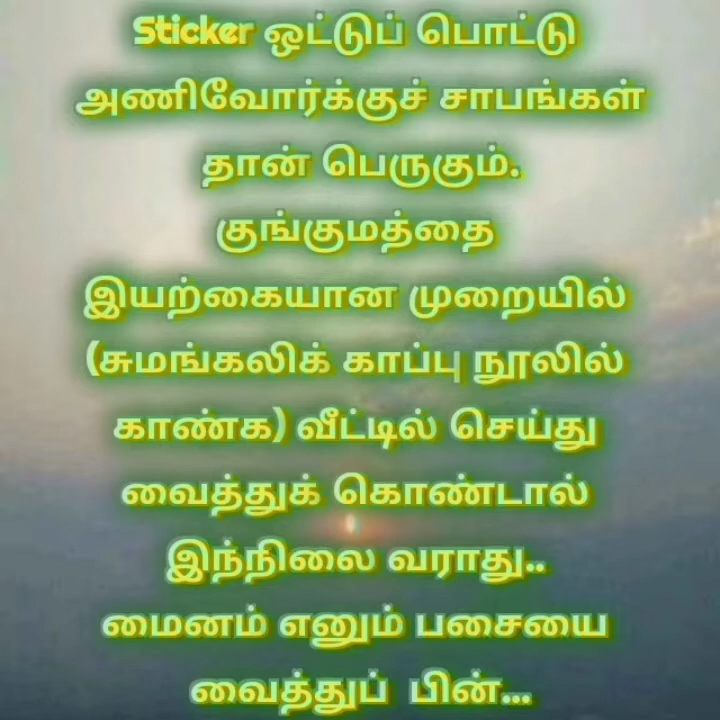 Sticker ஒட்டுப் பொட்டு
அணிவோர்க்குச் சாபங்கள்
தான் பெருகும்.
குங்குமத்தை
இயற்கையான முறையில்
(சுமங்கலிக் காப்பு நூலில்
காண்க) வீட்டில் செய்து
வைத்துக் கொண்டால்
இந்நிலை வராது..
மைனம் எனும் பசையை
வைத்துப் பின்...